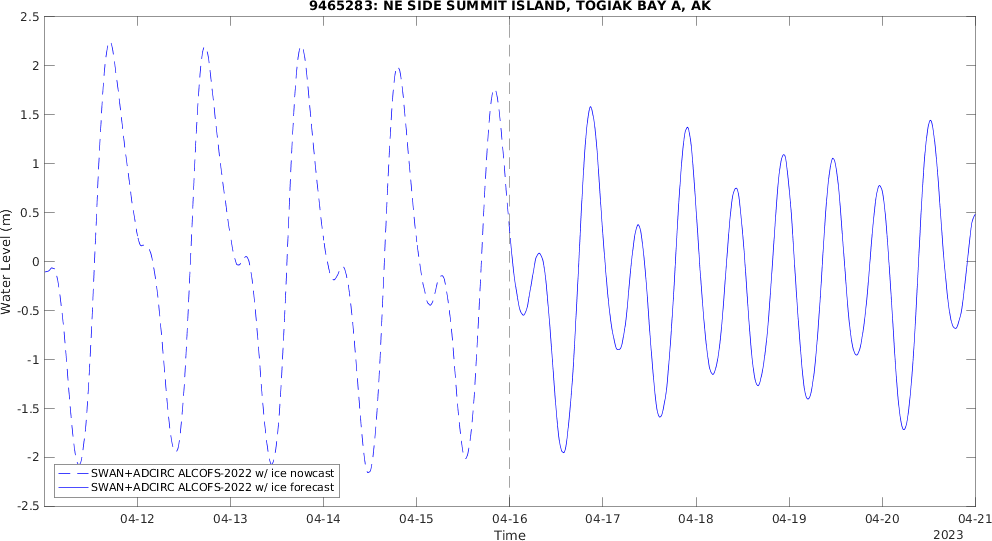 9465283: NE SIDE SUMMIT ISLAND, TOGIAK BAY A, AK
2.5
2
1.5
1
0.5
0
-0.5
-1
-1.5
-2
-2.5
Water Level (m)
SWAN+ADCIRC ALCOFS-2022 w/ ice nowcast
SWAN+ADCIRC ALCOFS-2022 w/ ice forecast
04-12 04-13 04-14 04-15 04-16 04-17 04-18 04-19 04-20 04-21
Time
2023